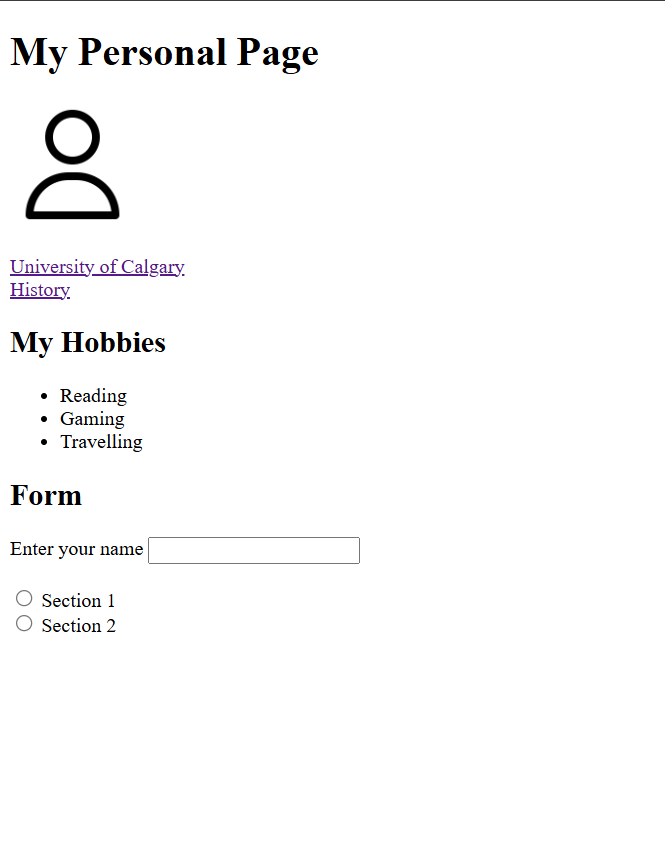 My Personal Page
University of Calgary
History
My Hobbies
Reading
Gaming
Travelling
Form
Enter your name
Section 1
Section 2